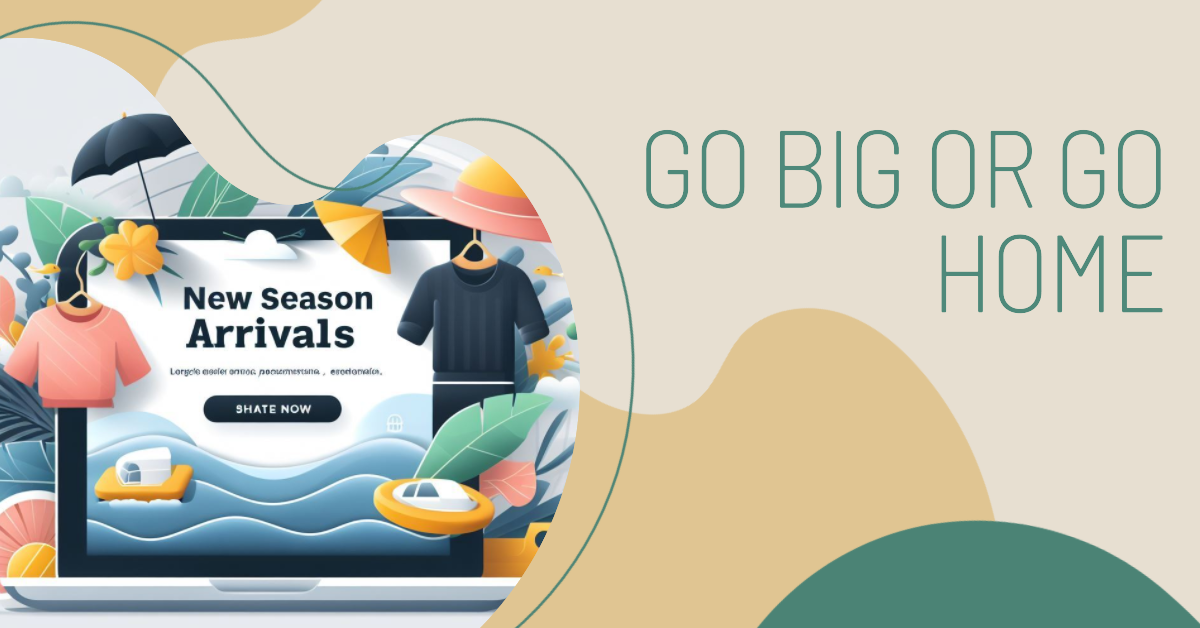 GO BIG OR GO
HOME
New Season
Arrivals
SHATE NOW